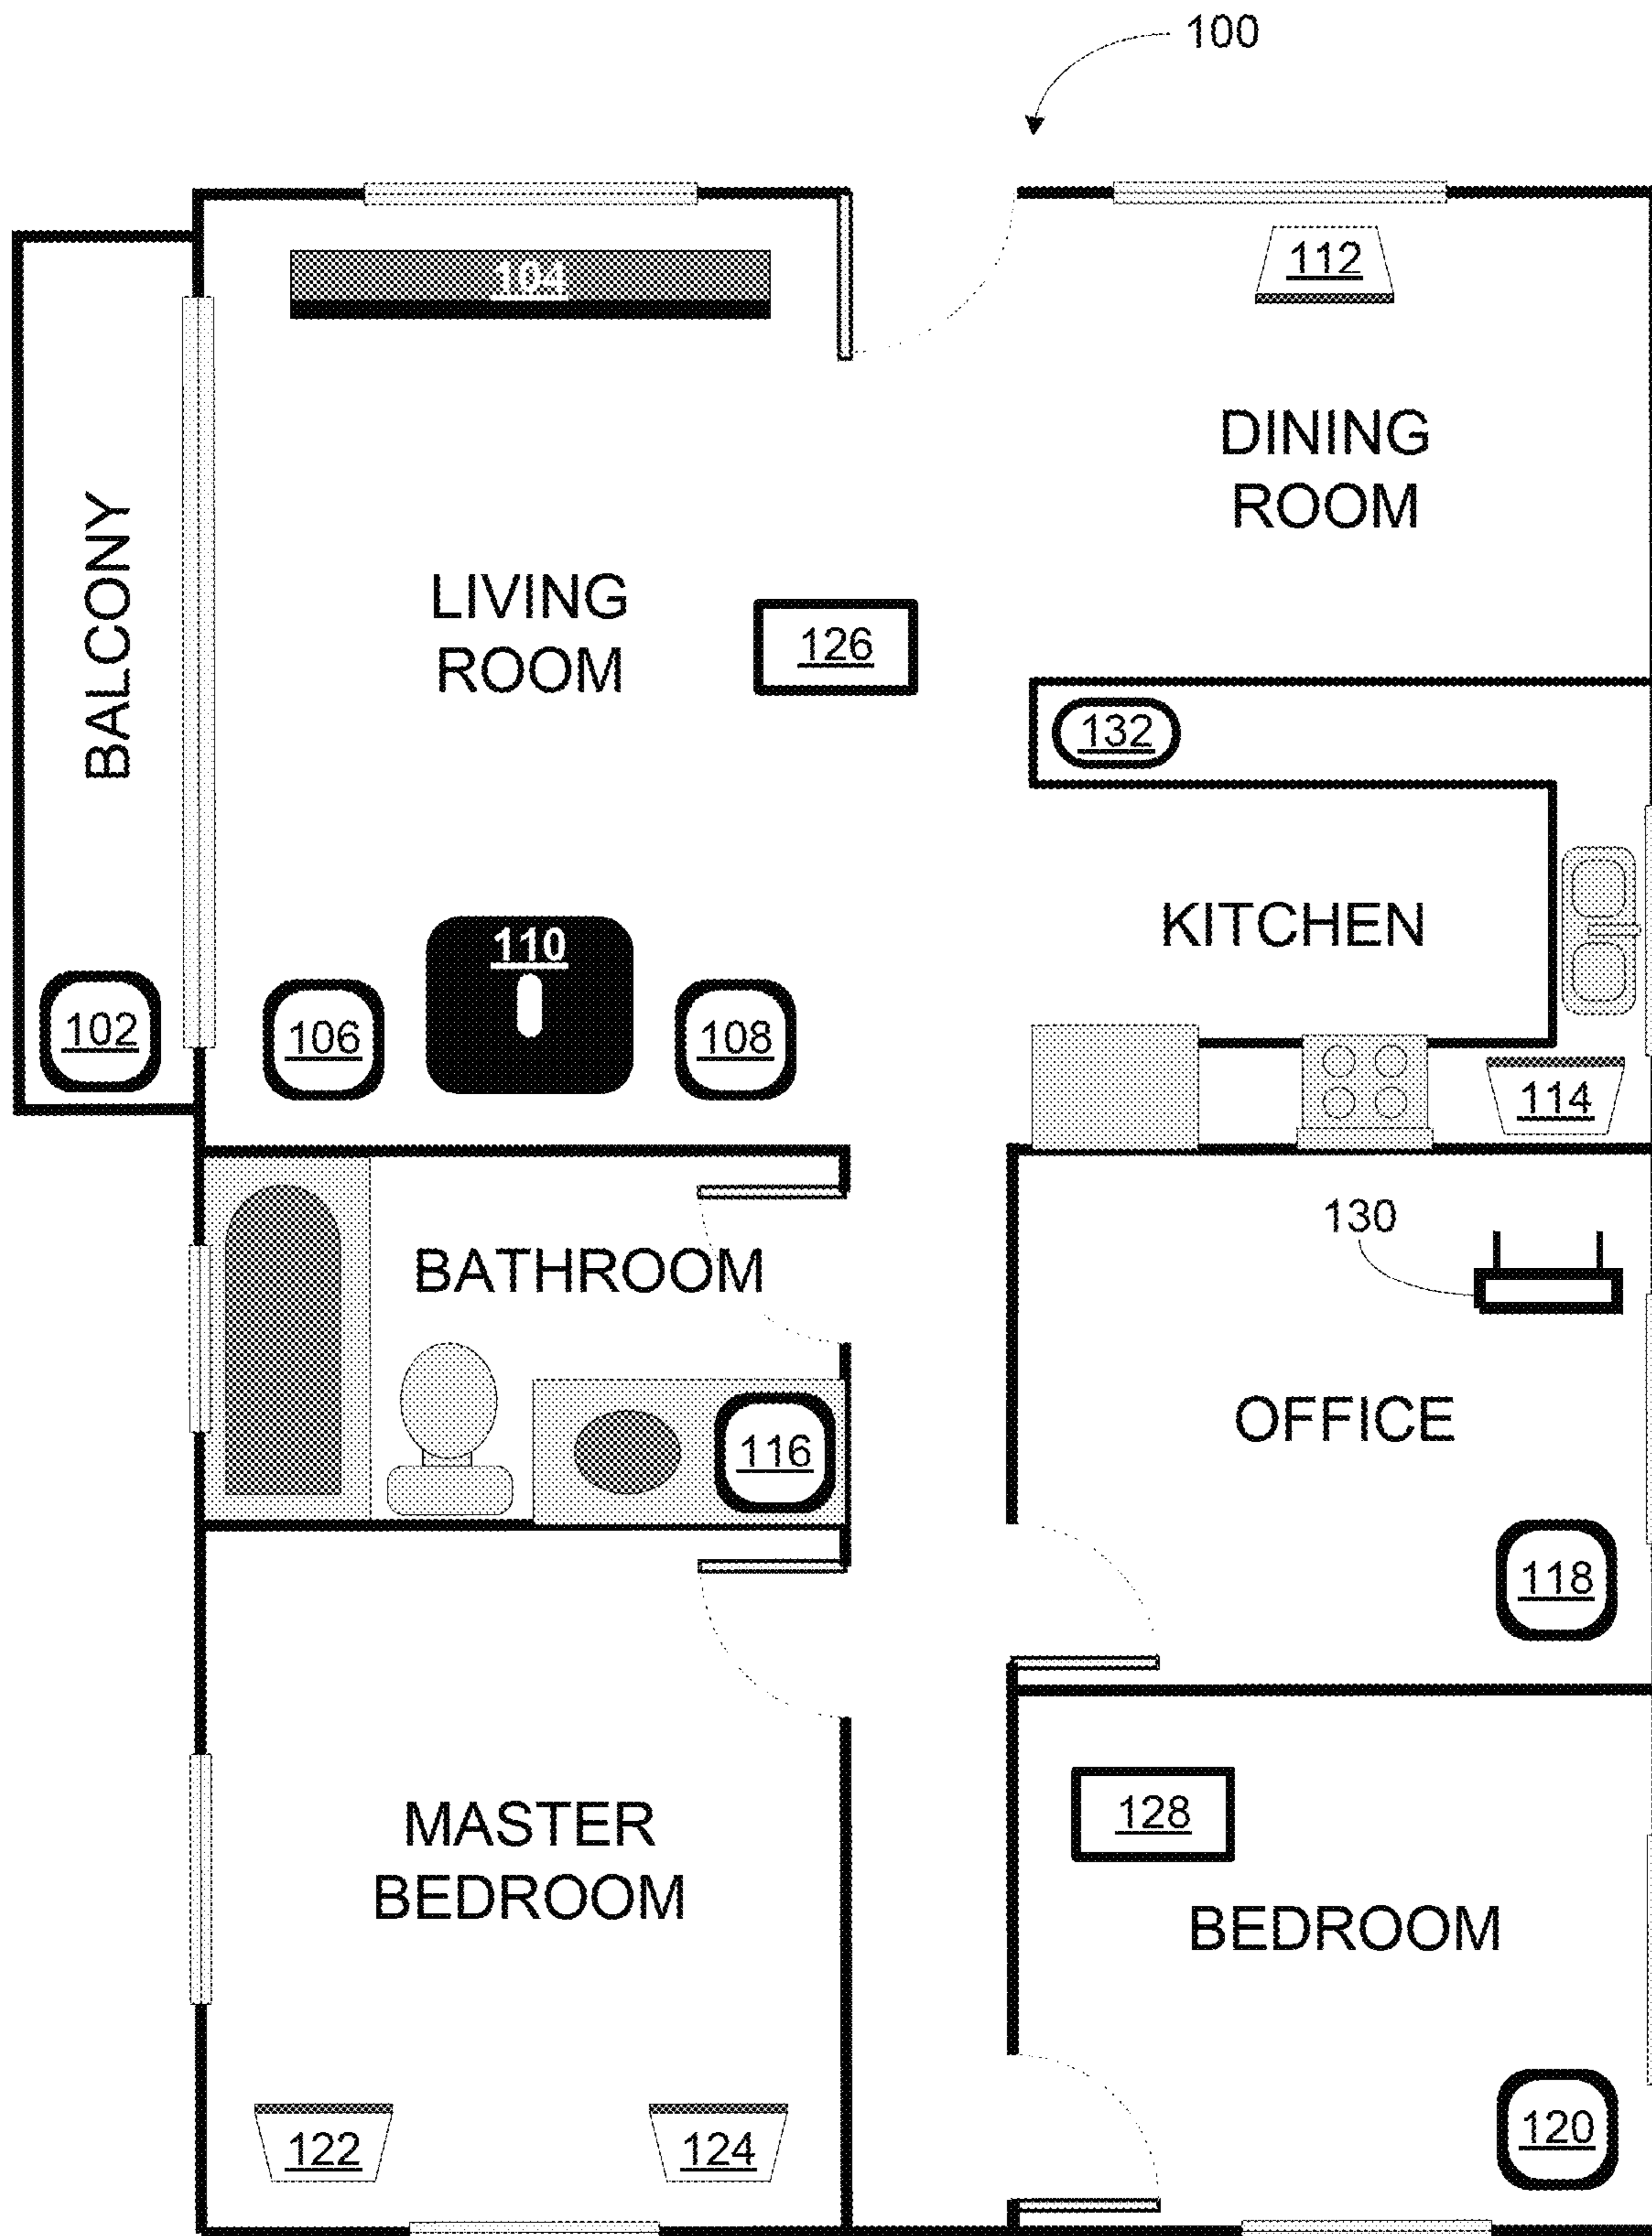 100
104
112
DINING
ROOM
BALCONY
LIVING
ROOM
126
132
KITCHEN
110
102
106
108
114
130
BATHROOM
OFFICE
116
118
128
MASTER
BEDROOM
BEDROOM
122
124
120